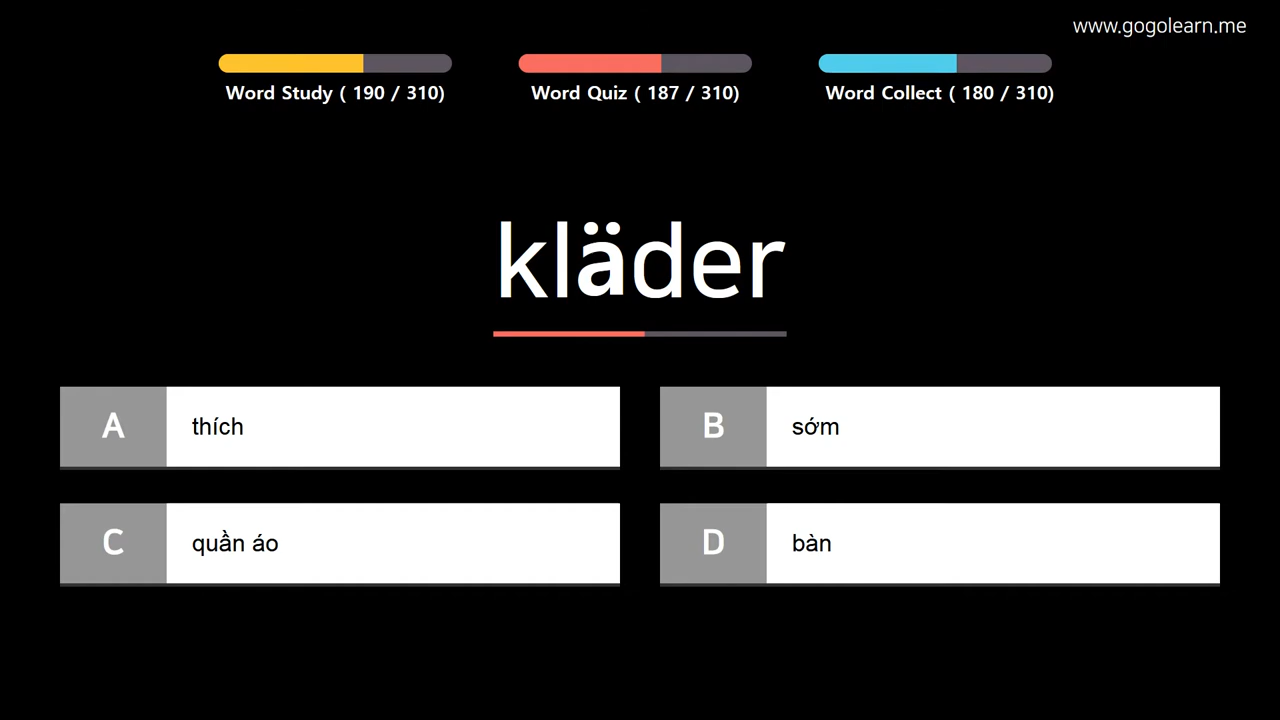 www.gogolearn.me
Word Study ( 190 / 310)
Word Quiz ( 187 / 310)
Word Collect ( 180 / 310)
kläder
A thích
B sớm
C quần áo
D bàn